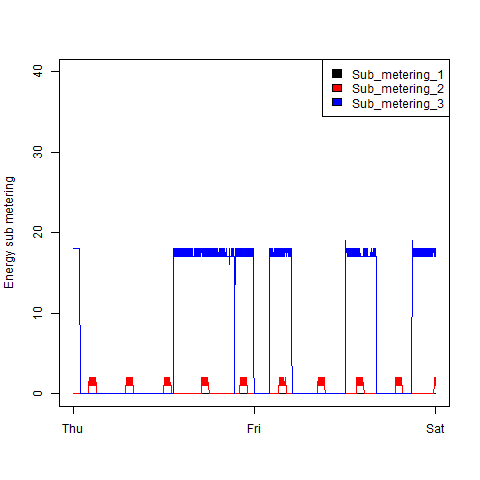 Sub_metering_1
Sub_metering_2
Sub_metering_3
Energy sub metering
40
30
20
10
0
Thu Fri Sat